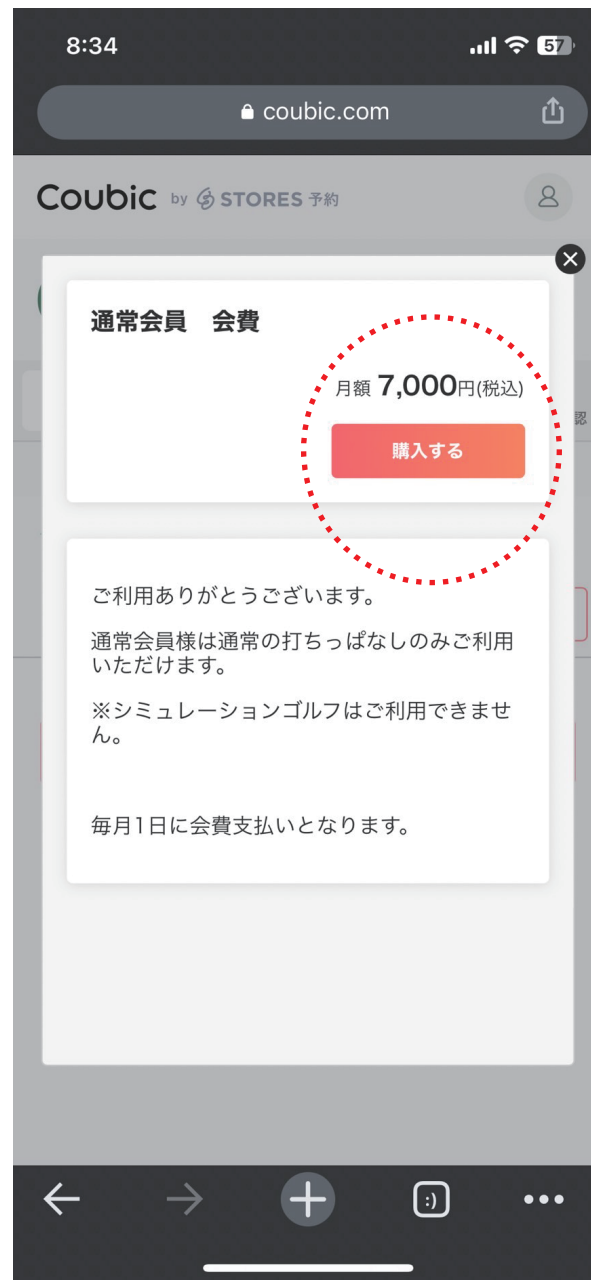 8:34
57
coubic.com
Coubic by STORES 予約
通常会員 会費
月額 7,000円(税込)
認
購入する
ご利用ありがとうございます。
通常会員様は通常の打ちっぱなしのみご利用
いただけます。
※シミュレーションゴルフはご利用できませ
ん。
毎月1日に会費支払いとなります。
:)